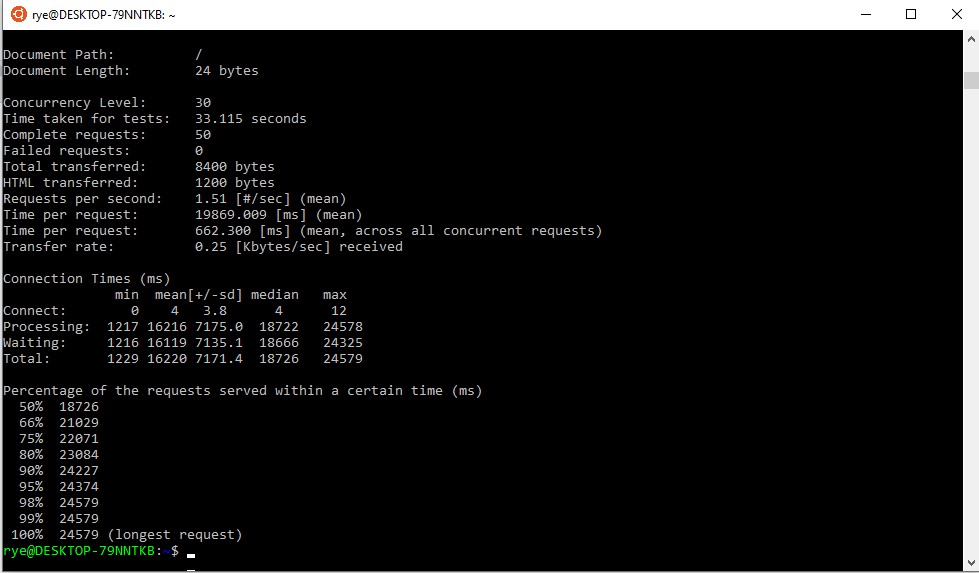 rye@DESKTOP-79NNTKB: ~
Document Path:          /
Document Length:        24 bytes
Concurrency Level:      30
Time taken for tests:   33.115 seconds
Complete requests:      50
Failed requests:        0
Total transferred:      8400 bytes
HTML transferred:       1200 bytes
Requests per second:    1.51 [#/sec] (mean)
Time per request:       19869.009 [ms] (mean)
Time per request:       662.300 [ms] (mean, across all concurrent requests)
Transfer rate:          0.25 [Kbytes/sec] received
Connection Times (ms)
              min  mean[+/-sd] median   max
Connect:        0    4   3.8      4      12
Processing:  1217 16216 7175.0  18722   24578
Waiting:     1216 16119 7135.1  18666   24325
Total:       1229 16220 7171.4  18726   24579
Percentage of the requests served within a certain time (ms)
  50%  18726
  66%  21029
  75%  22071
  80%  23084
  90%  24227
  95%  24374
  98%  24579
  99%  24579
 100%  24579 (longest request)
rye@DESKTOP-79NNTKB:~$